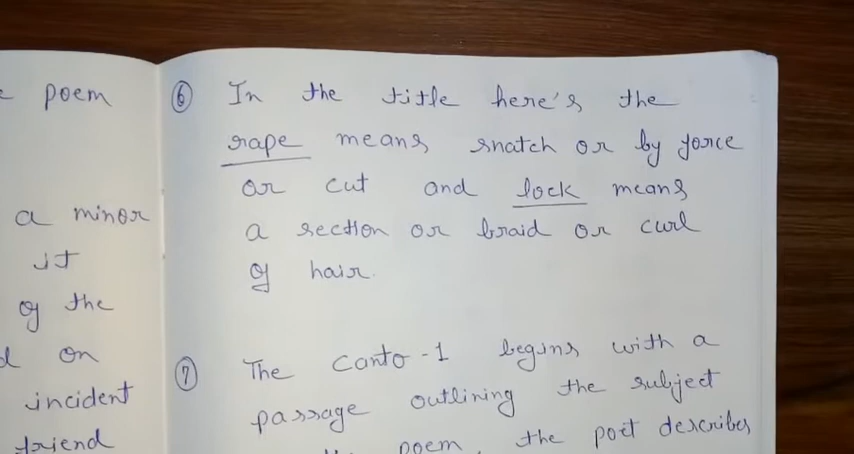 poem
a minor
it
of the
on
incident
friend
⑥ In the title here's the
rape means snatch or by force
or cut and lock means
a section or braid or curl
of hair.
⑦ The canto-1 begins with a
passage outlining the subject
poem, the poet describes